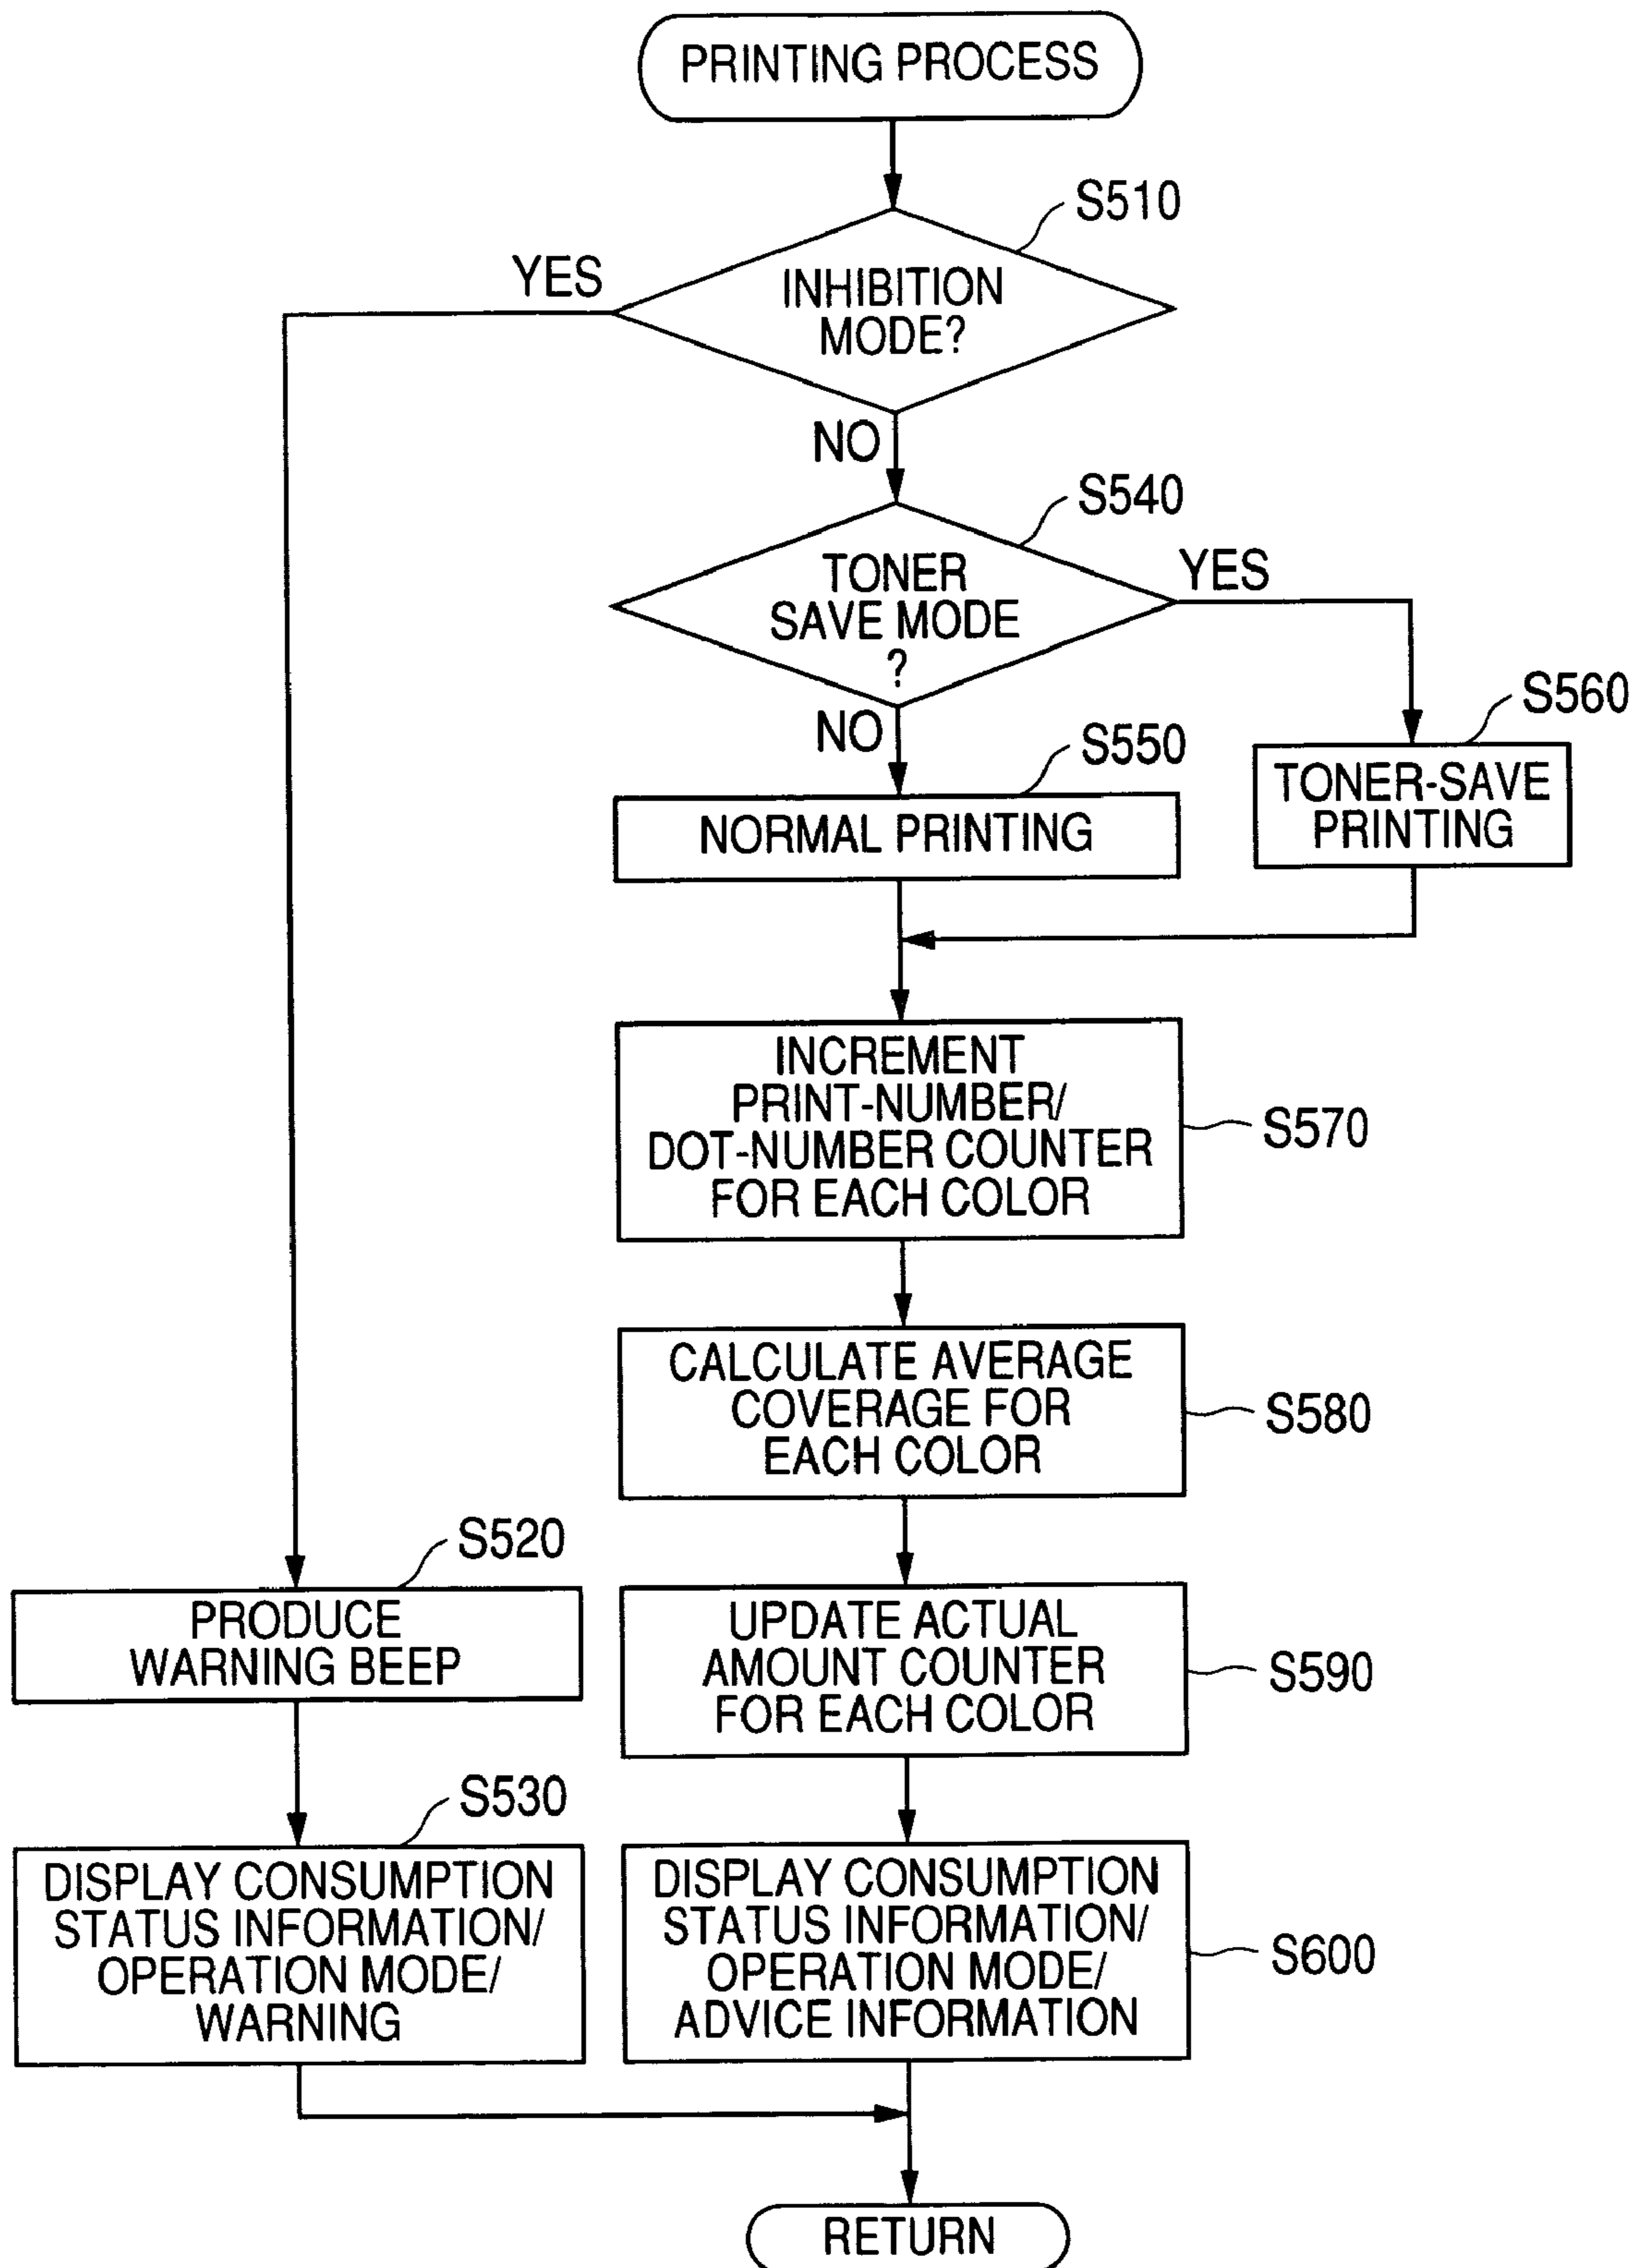 PRINTING PROCESS
S510
YES
INHIBITION
MODE?
NO
S540
TONER
SAVE MODE
?
YES
NO
S560
TONER-SAVE
PRINTING
S550
NORMAL PRINTING
INCREMENT
PRINT-NUMBER/
DOT-NUMBER COUNTER
FOR EACH COLOR
S570
CALCULATE AVERAGE
COVERAGE FOR
EACH COLOR
S580
S520
PRODUCE
WARNING BEEP
UPDATE ACTUAL
AMOUNT COUNTER
FOR EACH COLOR
S590
S530
DISPLAY CONSUMPTION
STATUS INFORMATION/
OPERATION MODE/
WARNING
DISPLAY CONSUMPTION
STATUS INFORMATION/
OPERATION MODE/
ADVICE INFORMATION
S600
RETURN